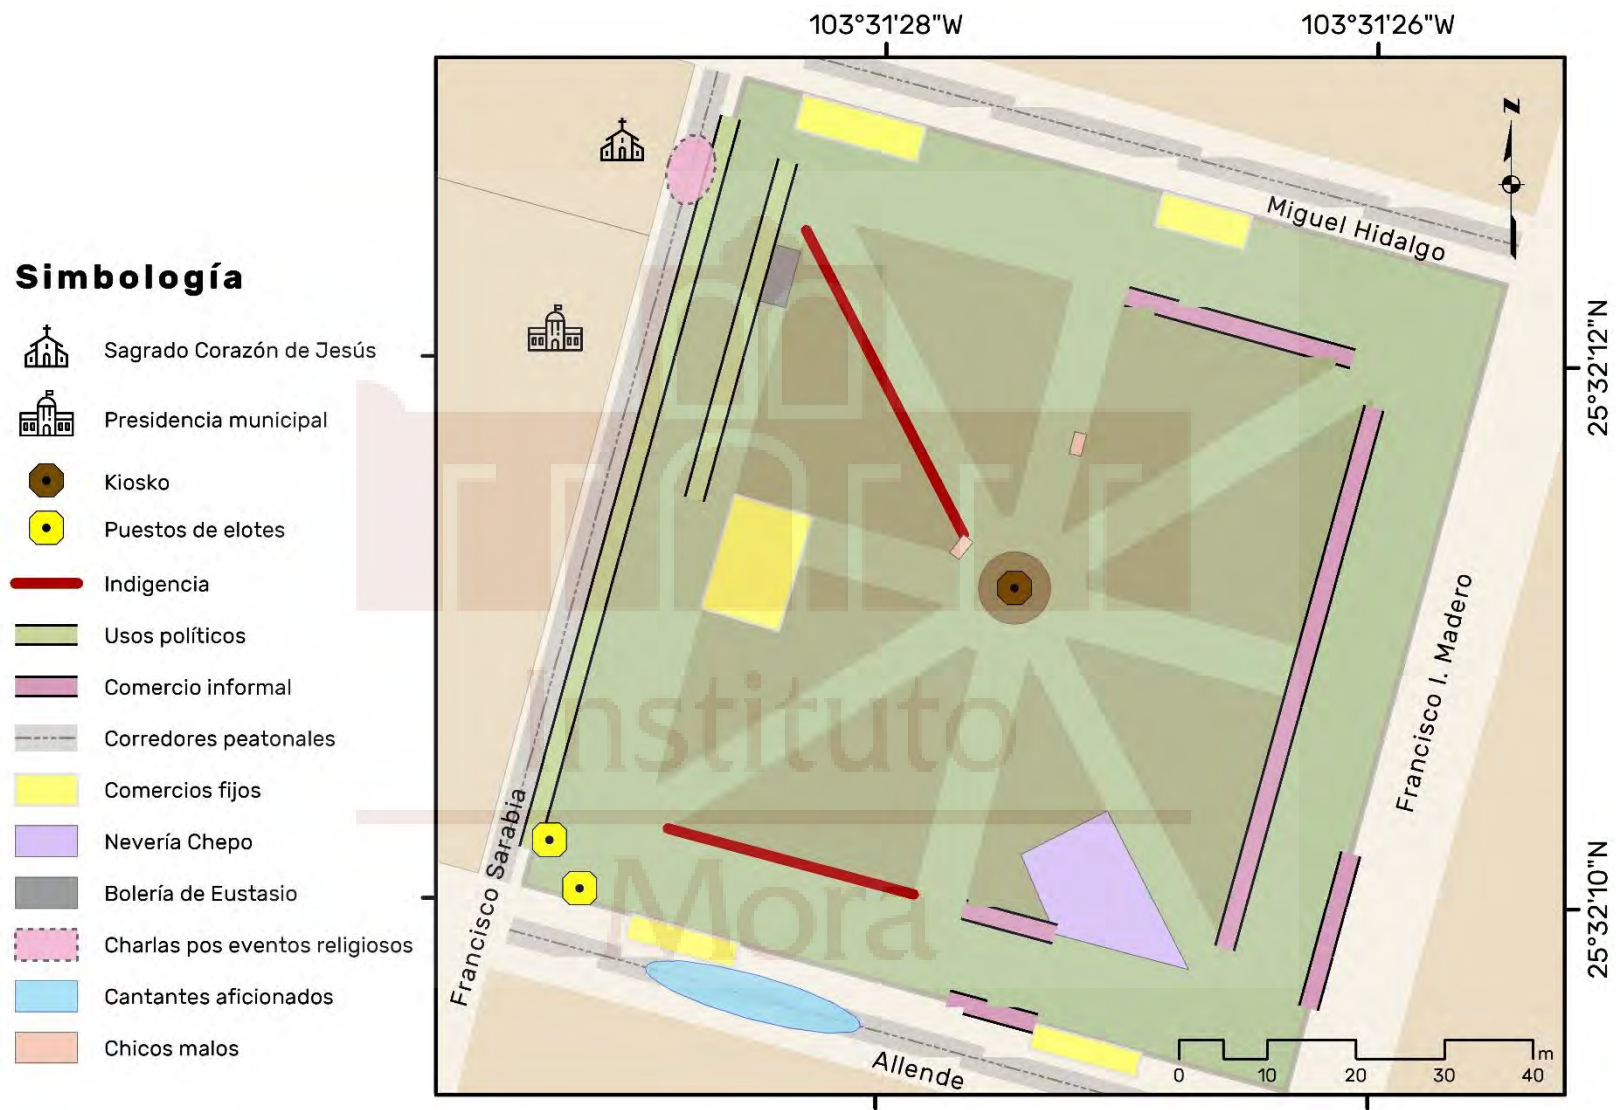 103°31'28"W
103°31'26"W
N
Miguel Hidalgo
25°32'12"N
Simbología
Sagrado Corazón de Jesús
Presidencia municipal
Kiosko
Puestos de elotes
Indigencia
Usos políticos
Comercio informal
Corredores peatonales
Comercios fijos
Nevería Chepo
Bolería de Eustasio
Charlas pos eventos religiosos
Cantantes aficionados
Chicos malos
Instituto
Mora
Francisco I. Madero
Francisco Sarabia
25°32'10"N
Allende
m
0 10 20 30 40